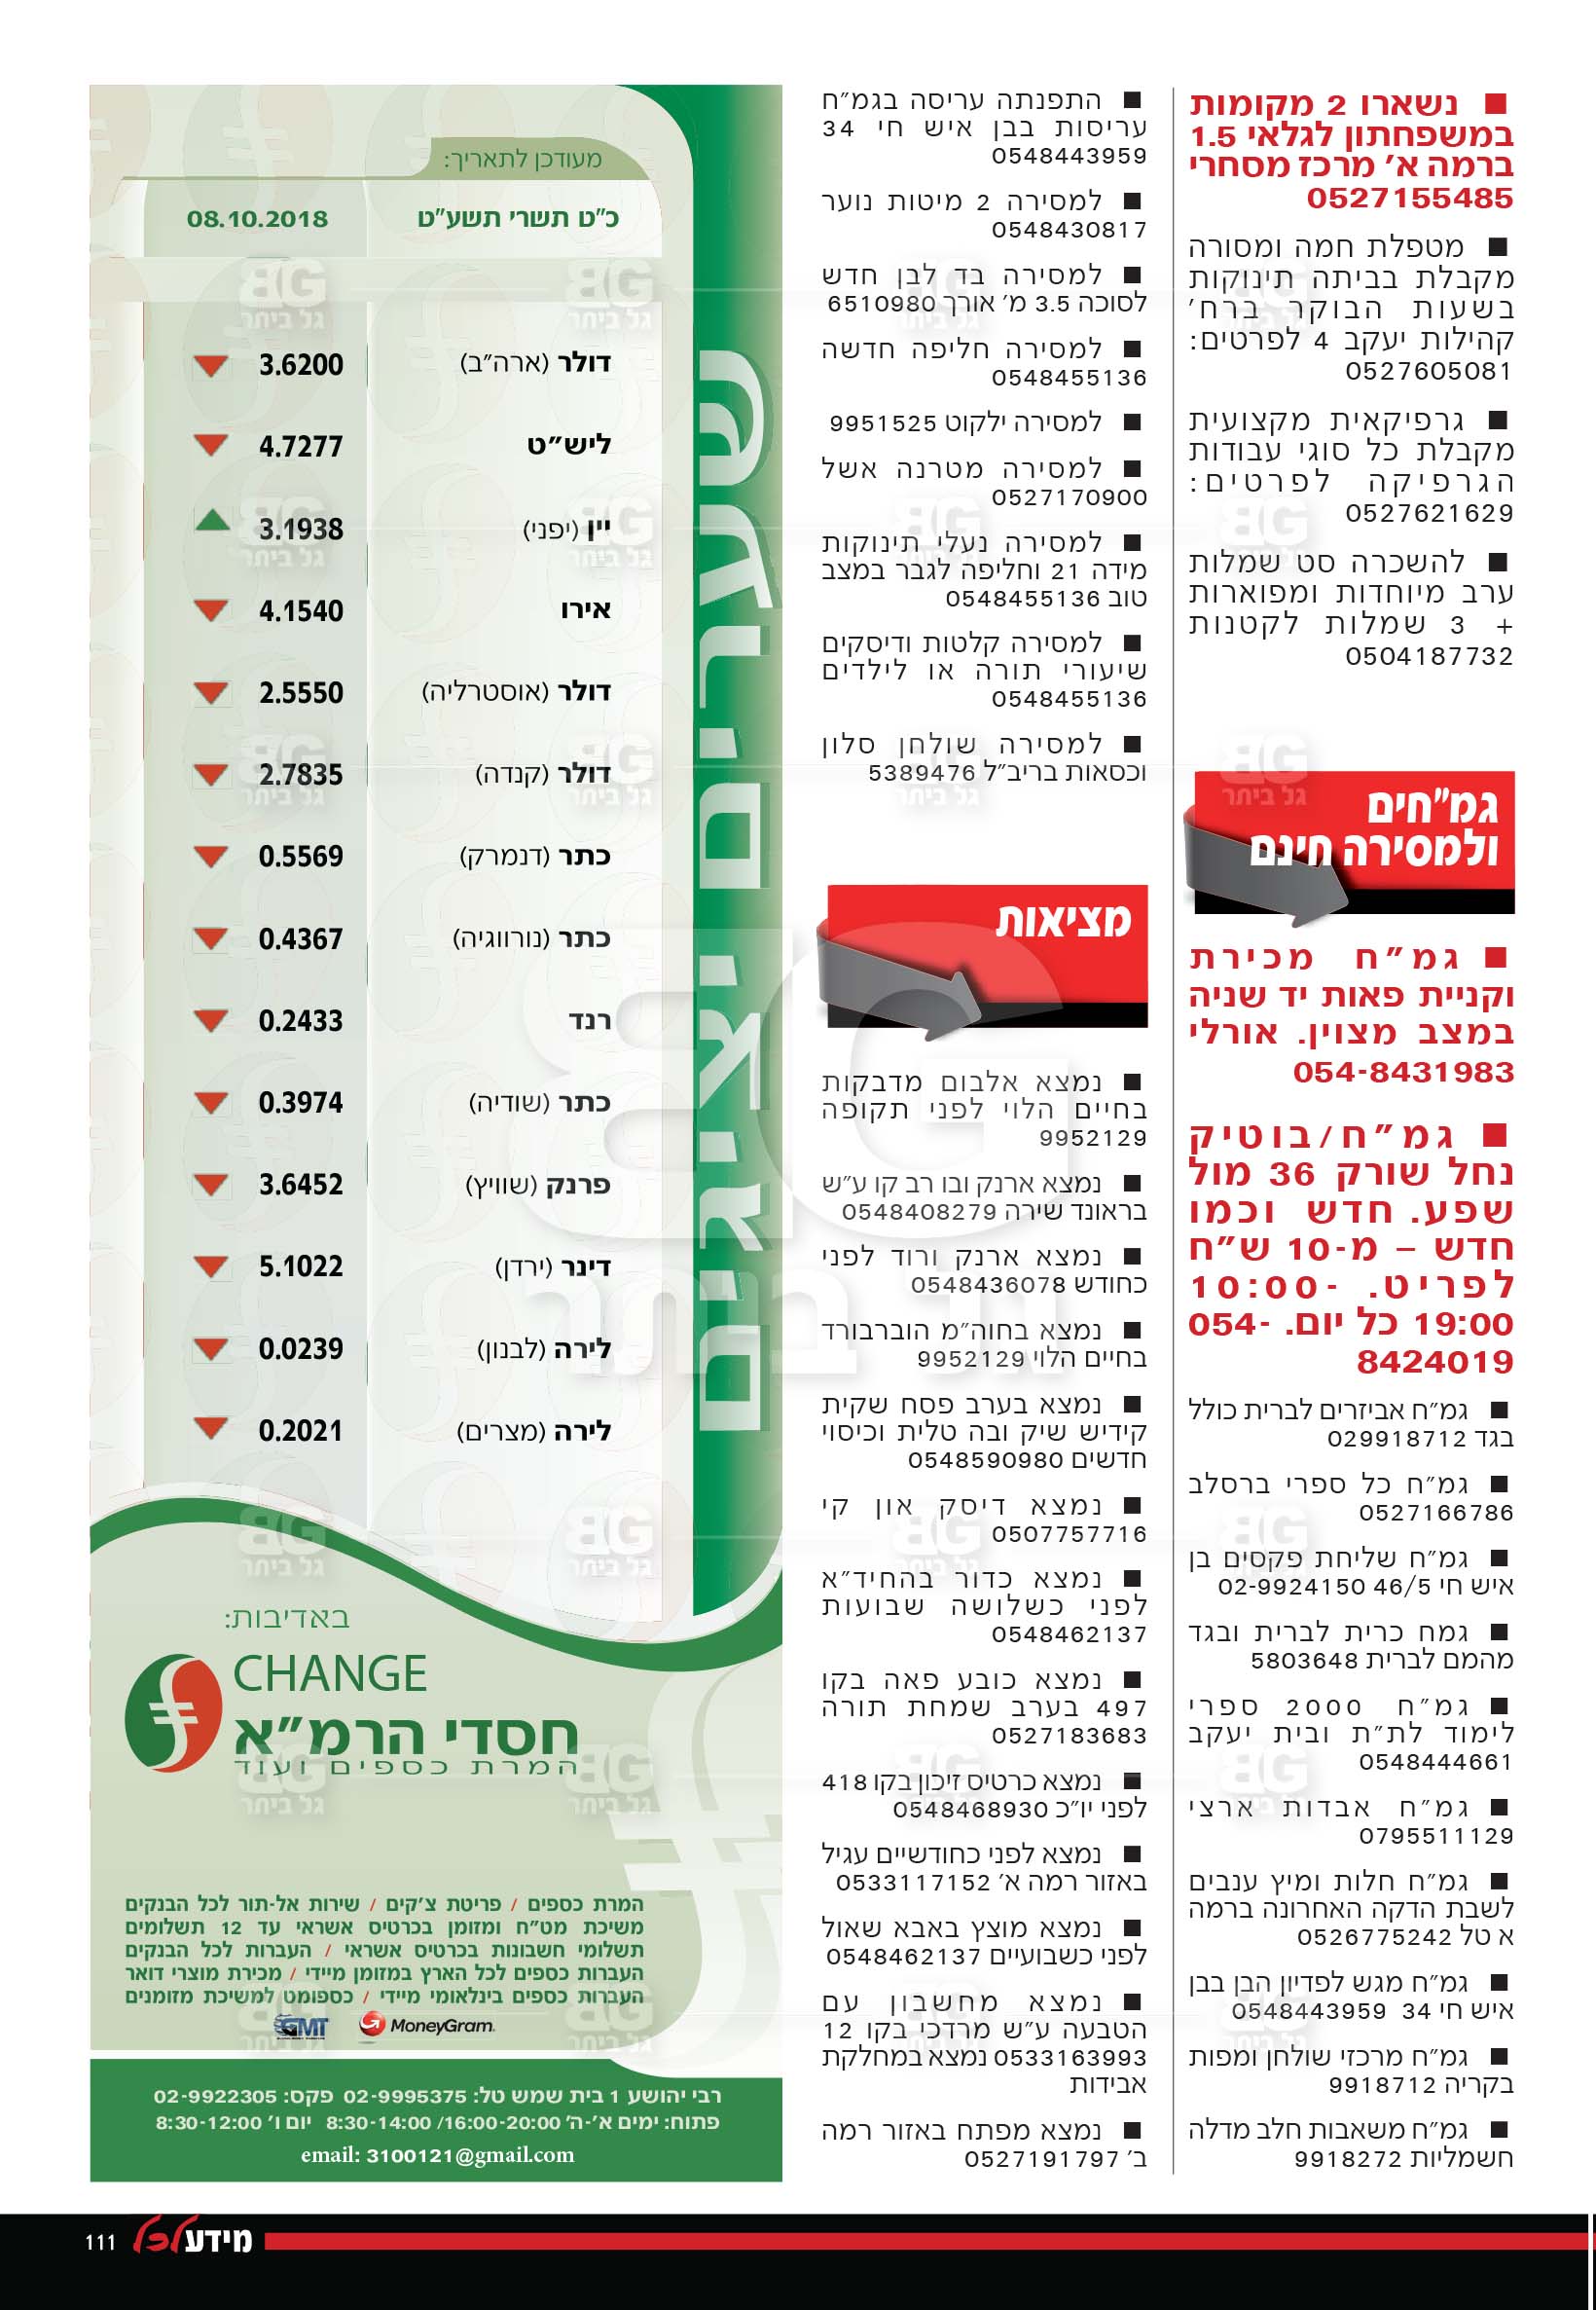 ■ נשארו 2 מקומות
במשפחתון לגלאי 1.5
ברמה א' מרכז מסחרי
0527155485
■ מטפלת חמה ומסורה
מקבלת בביתה תינוקות
בשעות הבוקר ברח'
קהילות יעקב 4 לפרטים:
0527605081
■ גרפיקאית מקצועית
מקבלת כל סוגי עבודות
הגרפיקה לפרטים:
0527621629
■ להשכרה סט שמלות
ערב מיוחדות ומפוארות
+ 3 שמלות לקטנות
0504187732
גמ"חים
ולמסירה חינם
■ גמ"ח מכירת
וקניית פאות יד שניה
במצב מצוין. אורלי
054-8431983
■ גמ"ח/בוטיק
נחל שורק 36 מול
שפע. חדש וכמו
חדש – מ-10 ש"ח
לפריט. 10:00-
19:00 כל יום. 054-
8424019
■ גמ"ח אביזרים לברית כולל
בגד 029918712
■ גמ"ח כל ספרי ברסלב
0527166786
■ גמ"ח שליחת פקסים בן
איש חי 46/5 02-9924150
■ גמח כרית לברית ובגד
מהמם לברית 5803648
■ גמ"ח 2000 ספרי
לימוד לת"ת ובית יעקב
0548444661
■ גמ"ח אבדות ארצי
0795511129
■ גמ"ח חלות ומיץ ענבים
לשבת הדקה האחרונה ברמה
א טל 0526775242
■ גמ"ח מגש לפדיון הבן בבן
איש חי 34 0548443959
■ גמ"ח מרכזי שולחן ומפות
בקריה 9918712
■ גמ"ח משאבות חלב מדלה
חשמליות 9918272
■ התפנתה עריסה בגמ"ח
עריסות בבן איש חי 34
0548443959
■ למסירה 2 מיטות נוער
0548430817
■ למסירה בד לבן חדש
לסוכה 3.5 מ' אורך 6510980
■ למסירה חליפה חדשה
0548455136
■ למסירה ילקוט 9951525
■ למסירה מטרנה אשל
0527170900
■ למסירה נעלי תינוקות
מידה 21 וחליפה לגבר במצב
טוב 0548455136
■ למסירה קלטות ודיסקים
שיעורי תורה או לילדים
0548455136
■ למסירה שולחן סלון
וכסאות בריב"ל 5389476
מציאות
■ נמצא אלבום מדבקות
בחיים הלוי לפני תקופה
9952129
■ נמצא ארנק ובו רב קו ע"ש
בראונד שירה 0548408279
■ נמצא ארנק ורוד לפני
כחודש 0548436078
■ נמצא בחוה"מ הוברבורד
בחיים הלוי 9952129
■ נמצא בערב פסח שקית
קידיש שיק ובה טלית וכיסוי
חדשים 0548590980
■ נמצא דיסק און קי
0507757716
■ נמצא כדור בהחיד"א
לפני כשלושה שבועות
0548462137
■ נמצא כובע פאה בקו
497 בערב שמחת תורה
0527183683
■ נמצא כרטיס זיכון בקו 418
לפני יו"כ 0548468930
■ נמצא לפני כחודשיים עגיל
באזור רמה א' 0533117152
■ נמצא מוצץ באבא שאול
לפני כשבועיים 0548462137
■ נמצא מחשבון עם
הטבעה ע"ש מרדכי בקו 12
0533163993 נמצא במחלקת
אבידות
■ נמצא מפתח באזור רמה
ב' 0527191797
שערים יציגים
מעודכן לתאריך:
כ"ט תשרי תשע"ט 08.10.2018
דולר (ארה"ב) 3.6200
ליש"ט 4.7277
יין (יפני) 3.1938
אירו 4.1540
דולר (אוסטרליה) 2.5550
דולר (קנדה) 2.7835
כתר (דנמרק) 0.5569
כתר (נורווגיה) 0.4367
רנד 0.2433
כתר (שודיה) 0.3974
פרנק (שוויץ) 3.6452
דינר (ירדן) 5.1022
לירה (לבנון) 0.0239
לירה (מצרים) 0.2021
באדיבות:
CHANGE
חסדי הרמ"א
המרת כספים ועוד
המרת כספים / פריטת צ'קים / שירות אל-תור לכל הבנקים
משיכת מט"ח ומזומן בכרטיס אשראי עד 12 תשלומים
תשלומי חשבונות בכרטיס אשראי / העברות לכל הבנקים
העברות כספים לכל הארץ במזומן מיידי / מכירת מוצרי דואר
העברות כספים בינלאומי מיידי / כספומט למשיכת מזומנים
MoneyGram. GMT
רבי יהושע 1 בית שמש טל: 02-9995375 פקס: 02-9922305
פתוח: ימים א'-ה' 16:00-20:00 /8:30-14:00 יום ו' 8:30-12:00
email: 3100121@gmail.com
מידע לכל 111
BG
גל ביתר